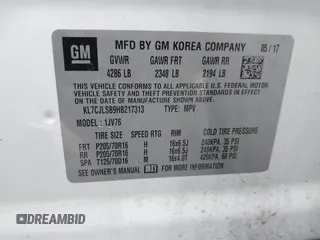 GM
MFD BY GM KOREA COMPANY 05/17
GVWR GAWR FRT GAWR RR
4286 LB 2348 LB 2194 LB
THIS VEHICLE CONFORMS TO ALL APPLICABLE U.S. FEDERAL MOTOR
VEHICLE SAFETY, BUMPER, AND THEFT PREVENTION STANDARDS IN
EFFECT ON THE DATE OF MANUFACTURE SHOWN ABOVE.
KL7CJLSB9HB217313 TYPE: MPV
MODEL: 1JV76
TIRE SIZE SPEED RTG RIM COLD TIRE PRESSURE
FRT P205/70R16 H 16x6.5J 240KPA, 35 PSI
RR P205/70R16 H 16x6.5J 240KPA, 35 PSI
SPA T125/70D16 M 16x4.0T 420KPA, 60 PSI
SEE OWNER'S MANUAL FOR ADDITIONAL INFORMATION.